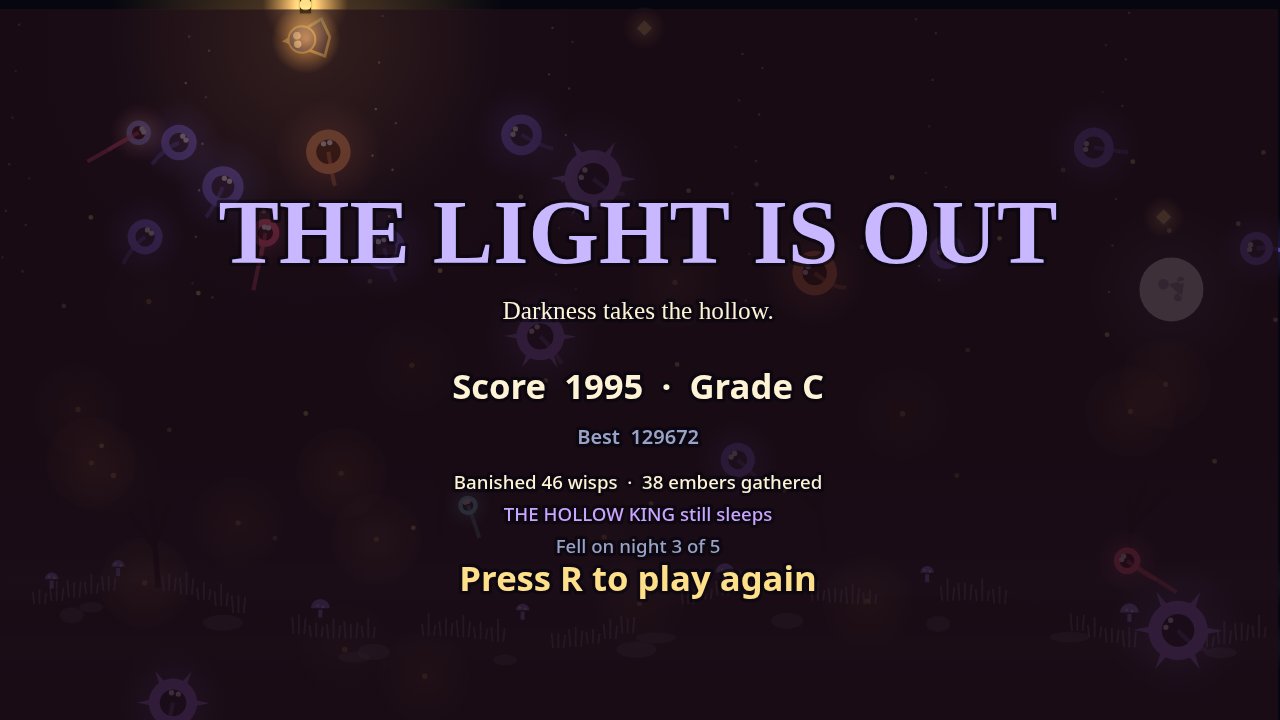 THE LIGHT IS OUT
Darkness takes the hollow.
Score 1995 · Grade C
Best 129672
Banished 46 wisps · 38 embers gathered
THE HOLLOW KING still sleeps
Fell on night 3 of 5
Press R to play again